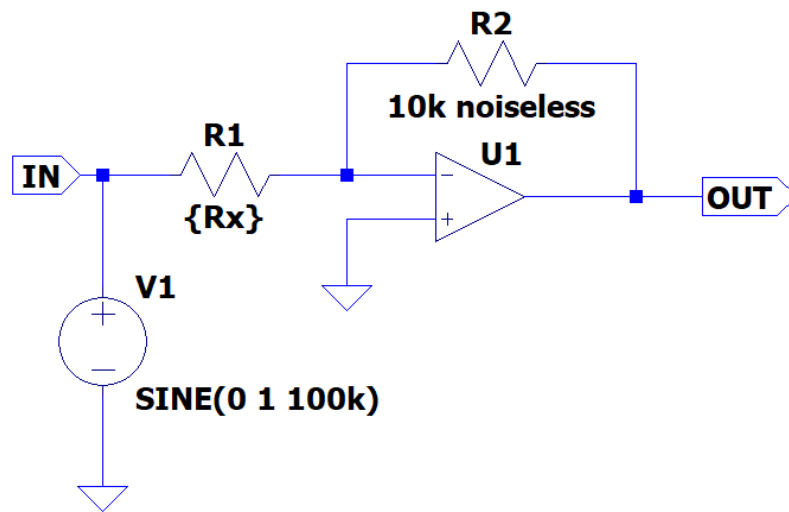 R2
10k noiseless
R1
U1
IN
{Rx}
OUT
V1
SINE(0 1 100k)